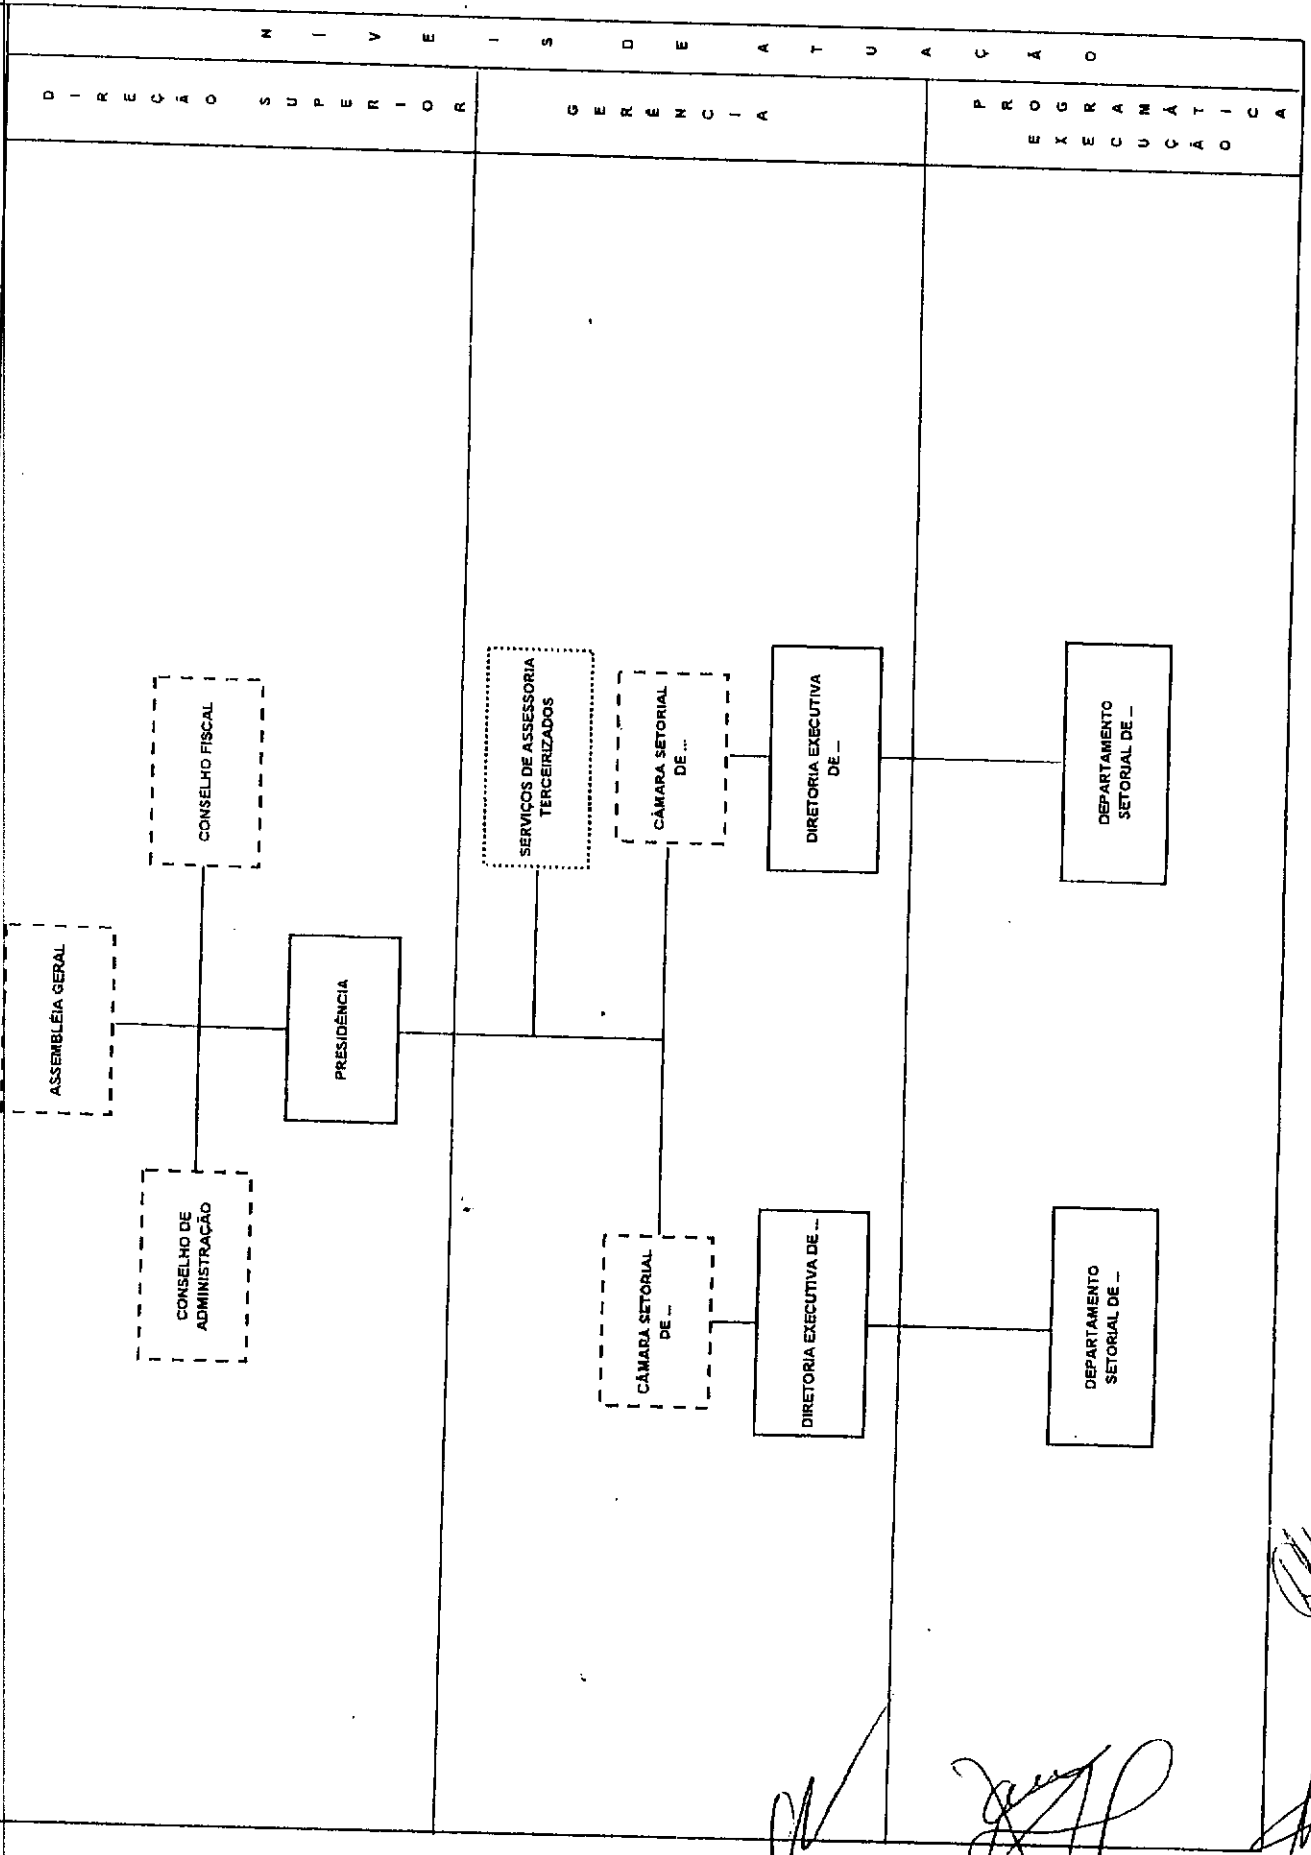 NÍVEIS DE ATUAÇÃO
DIREÇÃO SUPERIOR
ASSEMBLÉIA GERAL
CONSELHO DE
ADMINISTRAÇÃO
CONSELHO FISCAL
PRESIDÊNCIA
GERÊNCIA
SERVIÇOS DE ASSESSORIA
TERCEIRIZADOS
CÂMARA SETORIAL
DE ...
CÂMARA SETORIAL
DE ...
DIRETORIA EXECUTIVA DE ...
DIRETORIA EXECUTIVA
DE ...
EXECUÇÃO
PROGRAMÁTICA
DEPARTAMENTO
SETORIAL DE ...
DEPARTAMENTO
SETORIAL DE ...